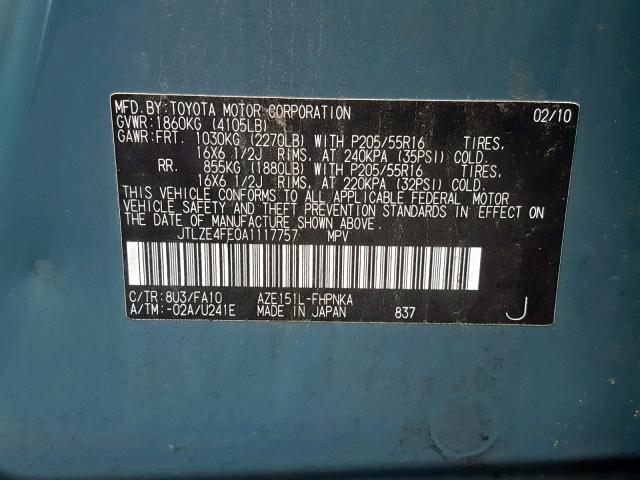 MFD. BY: TOYOTA MOTOR CORPORATION 02/10
GVWR: 1860KG (4105LB)
GAWR: FRT. 1030KG (2270LB) WITH P205/55R16 TIRES,
16X6 1/2J RIMS, AT 240KPA (35PSI) COLD.
RR. 855KG (1880LB) WITH P205/55R16 TIRES,
16X6 1/2J RIMS, AT 220KPA (32PSI) COLD.
THIS VEHICLE CONFORMS TO ALL APPLICABLE FEDERAL MOTOR
VEHICLE SAFETY AND THEFT PREVENTION STANDARDS IN EFFECT ON
THE DATE OF MANUFACTURE SHOWN ABOVE.
JTLZE4FE0A1117757 MPV
C/TR: 8U3/FA10 AZE151L-FHPNKA
A/TM: -02A/U241E MADE IN JAPAN 837 J